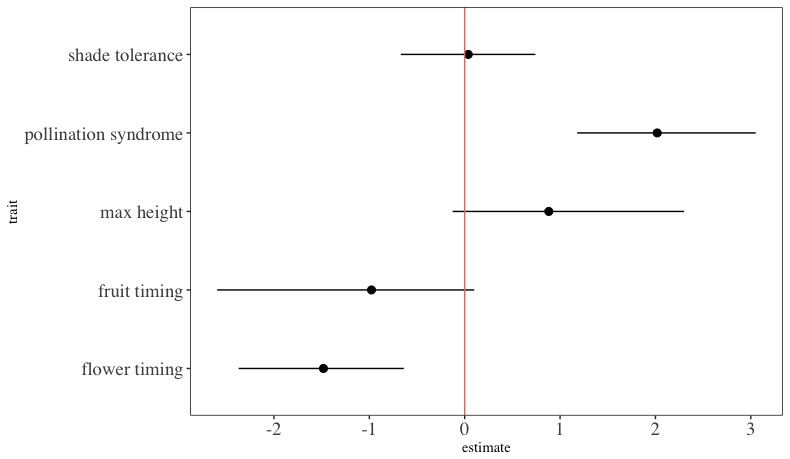 shade tolerance
pollination syndrome
max height
fruit timing
flower timing
trait
-2 -1 0 1 2 3
estimate